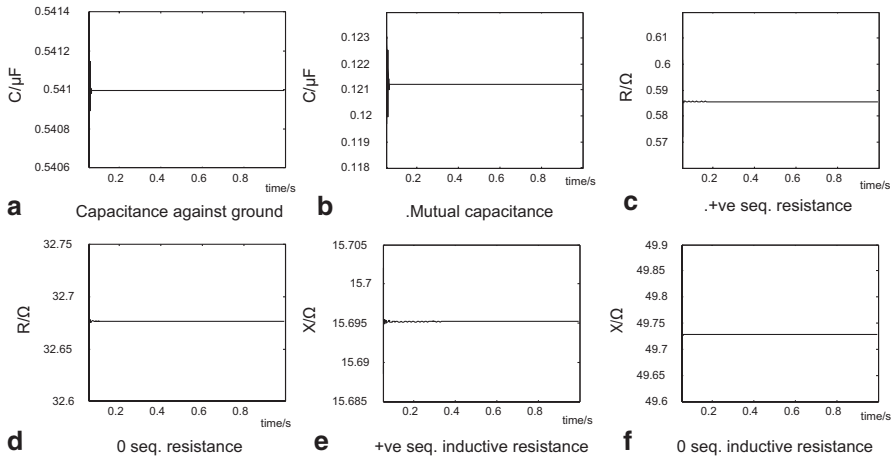 0.5414
0.5412
0.541
0.5408
0.5406
C/µF
0.2 0.4 0.6 0.8
time/s
a Capacitance against ground
0.123
0.122
0.121
0.12
0.119
0.118
C/µF
0.2 0.4 0.6 0.8
time/s
b .Mutual capacitance
0.61
0.6
0.59
0.58
0.57
R/Ω
0.2 0.4 0.6 0.8
time/s
c .+ve seq. resistance
32.75
32.7
32.65
32.6
R/Ω
0.2 0.4 0.6 0.8
time/s
d 0 seq. resistance
15.705
15.7
15.695
15.69
15.685
X/Ω
0.2 0.4 0.6 0.8
time/s
e +ve seq. inductive resistance
49.9
49.85
49.8
49.75
49.7
49.65
49.6
X/Ω
0.2 0.4 0.6 0.8
time/s
f 0 seq. inductive resistance